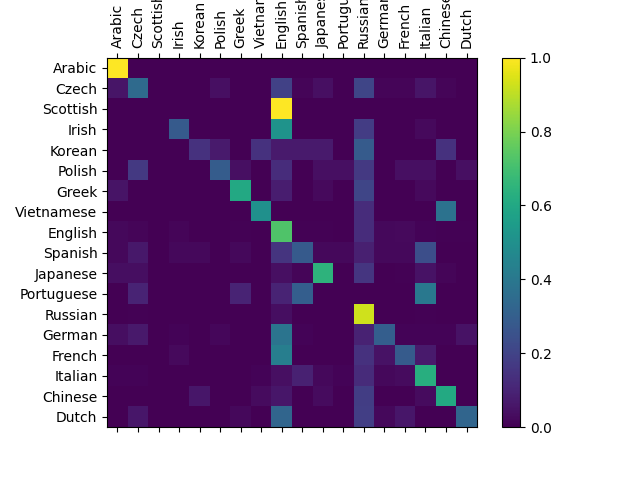 Arabic
Czech
Scottish
Irish
Korean
Polish
Greek
Vietnam
English
Spanish
Japanes
Portugu
Russian
German
French
Italian
Chinese
Dutch
Arabic
Czech
Scottish
Irish
Korean
Polish
Greek
Vietnamese
English
Spanish
Japanese
Portuguese
Russian
German
French
Italian
Chinese
Dutch
1.0
0.8
0.6
0.4
0.2
0.0